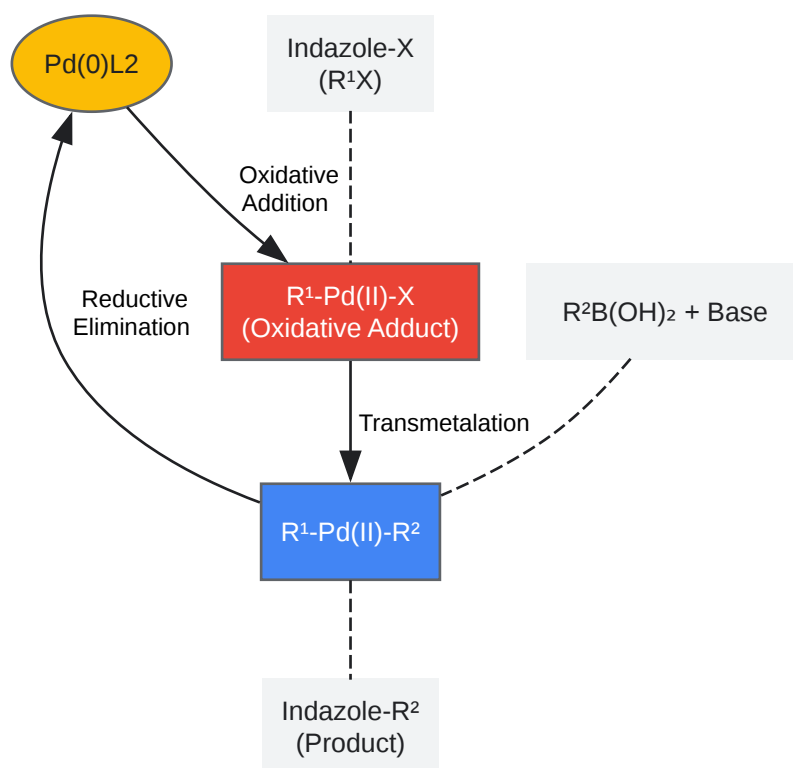 Pd(0)L2
Indazole-X
(R¹X)
Oxidative
Addition
R¹-Pd(II)-X
(Oxidative Adduct)
R²B(OH)₂ + Base
Reductive
Elimination
Transmetalation
R¹-Pd(II)-R²
Indazole-R²
(Product)